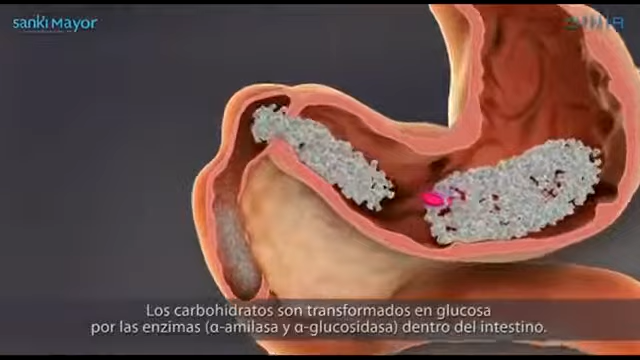 sanki Mayor
Los carbohidratos son transformados en glucosa
por las enzimas (α-amilasa y α-glucosidasa) dentro del intestino.